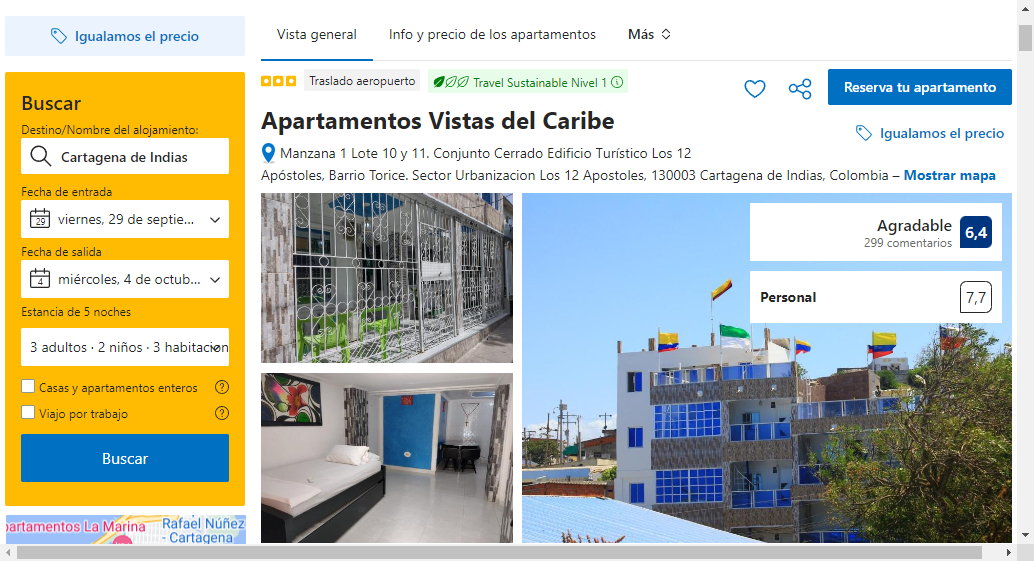 Igualamos el precio
Buscar
Destino/Nombre del alojamiento:
Cartagena de Indias
Fecha de entrada
29
viernes, 29 de septie...
Fecha de salida
4
miércoles, 4 de octub...
Estancia de 5 noches
3 adultos · 2 niños · 3 habitacion
Casas y apartamentos enteros
Viajo por trabajo
Buscar
partamentos La Marina
Rafael Núñez
- Cartagena
Vista general
Info y precio de los apartamentos
Más
Traslado aeropuerto
Travel Sustainable Nivel 1
Reserva tu apartamento
Apartamentos Vistas del Caribe
Igualamos el precio
Manzana 1 Lote 10 y 11. Conjunto Cerrado Edificio Turístico Los 12
Apóstoles, Barrio Torice. Sector Urbanizacion Los 12 Apostoles, 130003 Cartagena de Indias, Colombia – Mostrar mapa
Agradable
299 comentarios
6,4
Personal
7,7